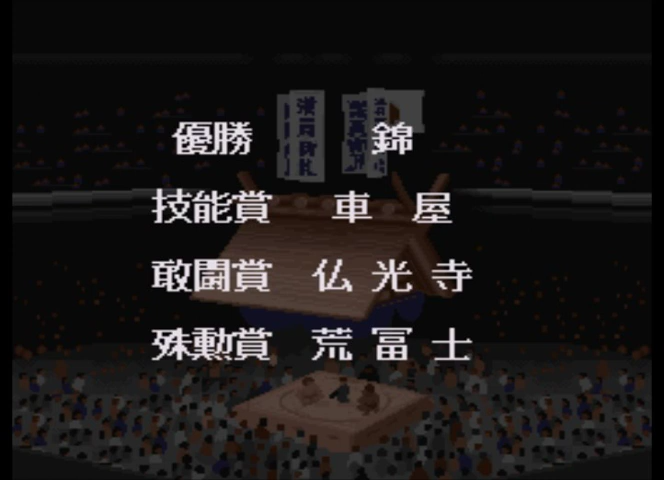 優勝 錦
技能賞 車屋
敢闘賞 仏光寺
殊勲賞 荒冨士